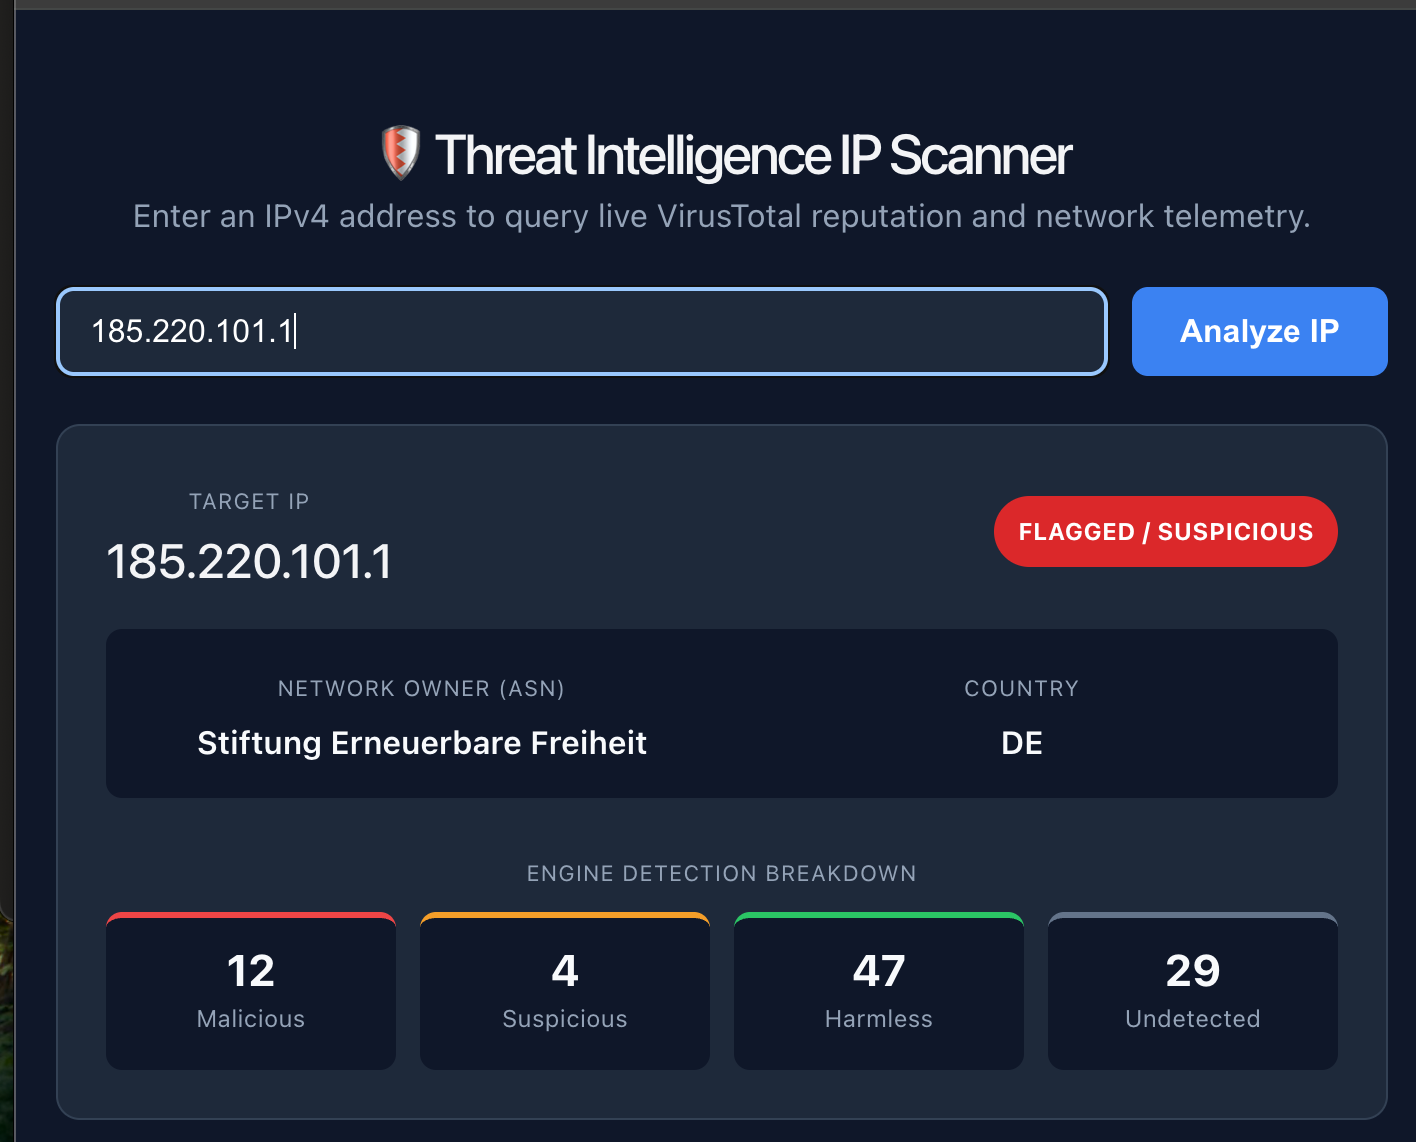 Threat Intelligence IP Scanner
Enter an IPv4 address to query live VirusTotal reputation and network telemetry.
185.220.101.1
Analyze IP
TARGET IP
185.220.101.1
FLAGGED / SUSPICIOUS
NETWORK OWNER (ASN)
Stiftung Erneuerbare Freiheit
COUNTRY
DE
ENGINE DETECTION BREAKDOWN
12
Malicious
4
Suspicious
47
Harmless
29
Undetected